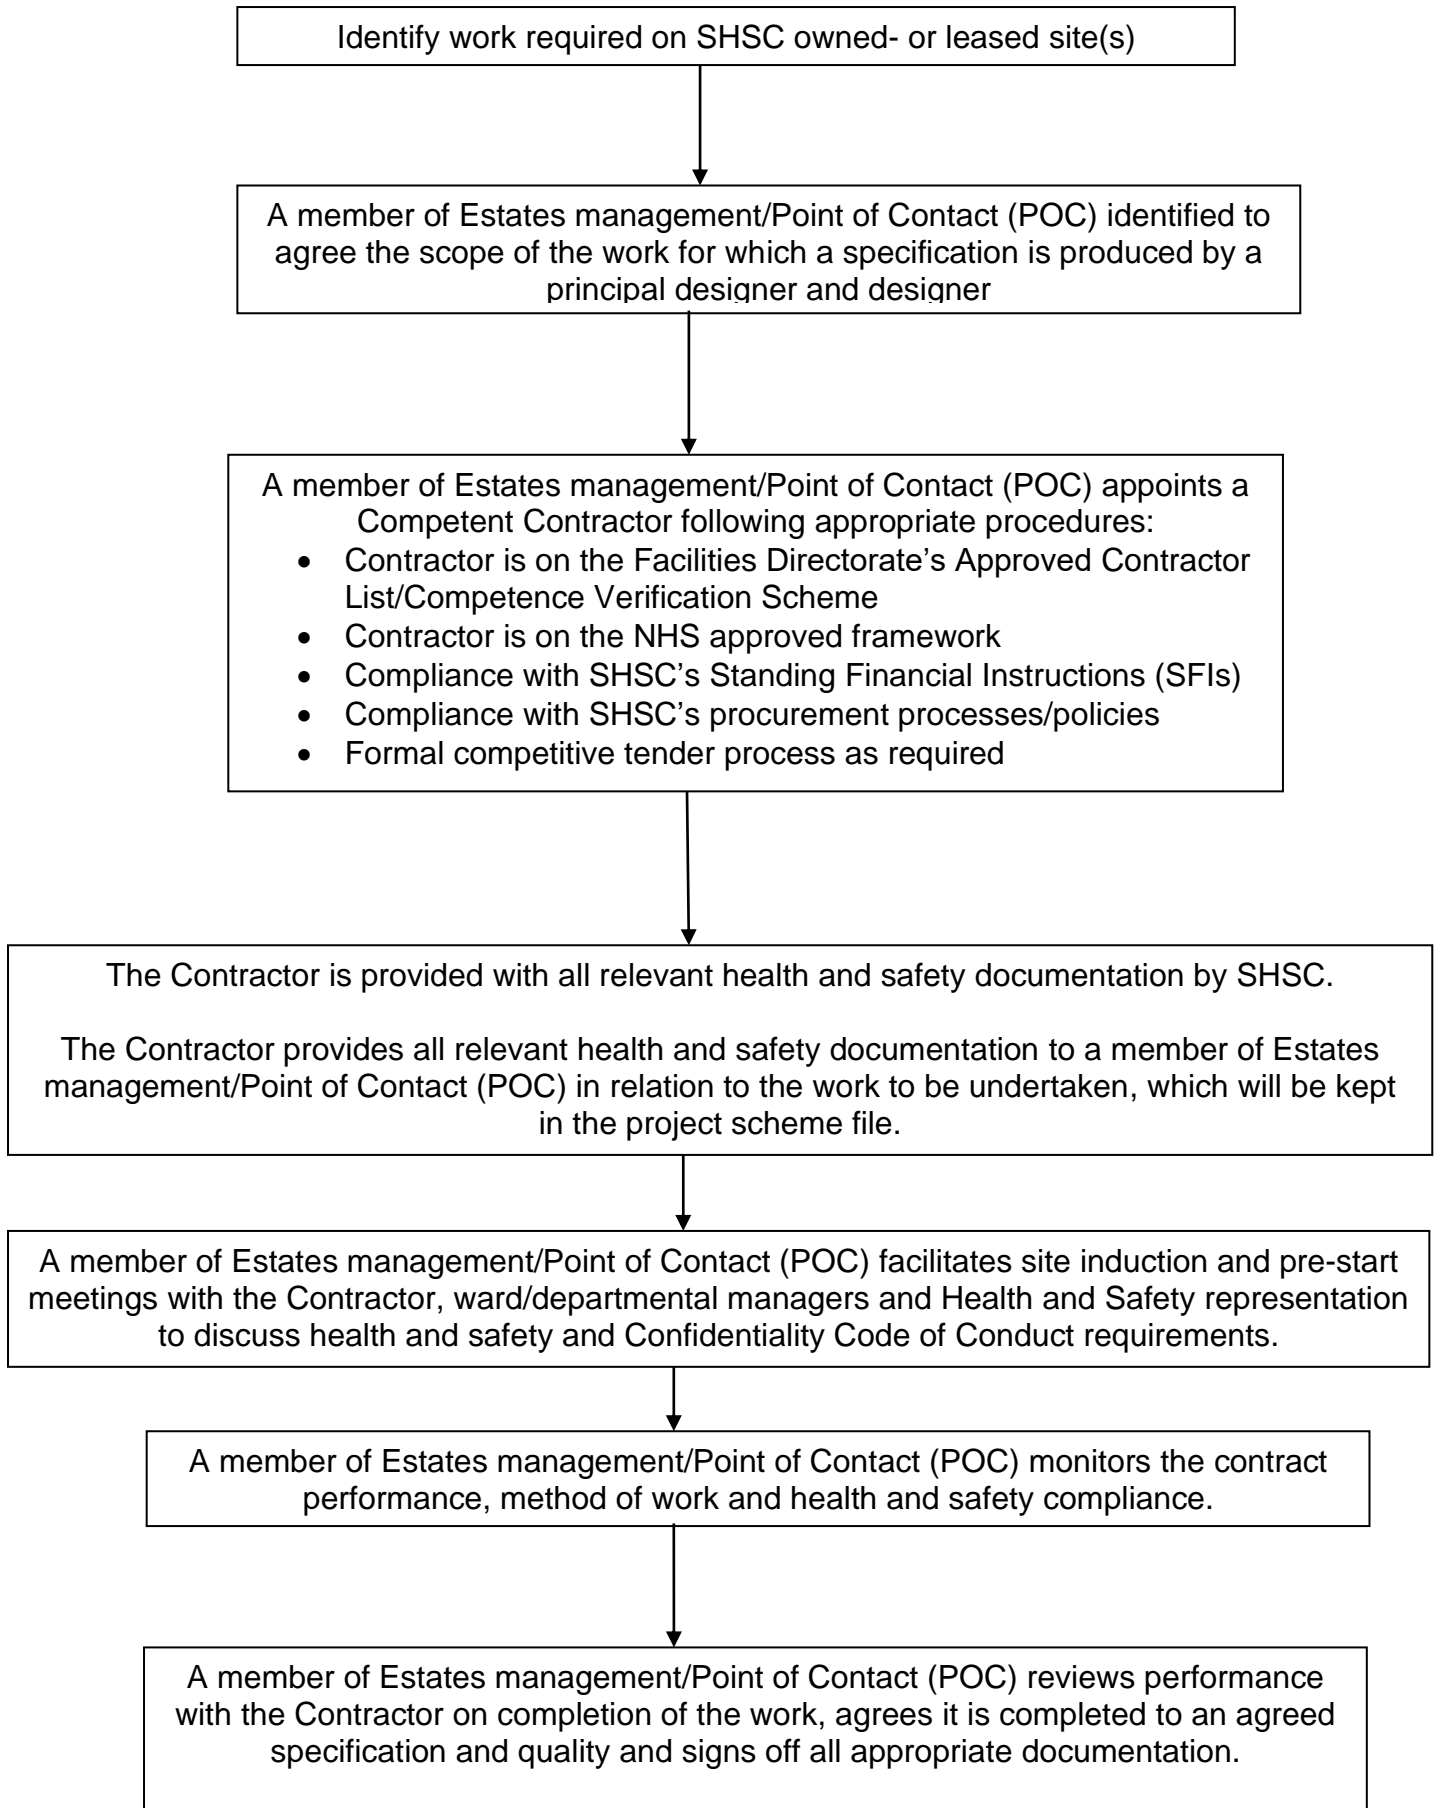 Identify work required on SHSC owned- or leased site(s)
A member of Estates management/Point of Contact (POC) identified to
agree the scope of the work for which a specification is produced by a
principal designer and designer
A member of Estates management/Point of Contact (POC) appoints a
Competent Contractor following appropriate procedures:
• Contractor is on the Facilities Directorate's Approved Contractor
List/Competence Verification Scheme
• Contractor is on the NHS approved framework
• Compliance with SHSC's Standing Financial Instructions (SFIs)
• Compliance with SHSC's procurement processes/policies
• Formal competitive tender process as required
The Contractor is provided with all relevant health and safety documentation by SHSC.
The Contractor provides all relevant health and safety documentation to a member of Estates
management/Point of Contact (POC) in relation to the work to be undertaken, which will be kept
in the project scheme file.
A member of Estates management/Point of Contact (POC) facilitates site induction and pre-start
meetings with the Contractor, ward/departmental managers and Health and Safety representation
to discuss health and safety and Confidentiality Code of Conduct requirements.
A member of Estates management/Point of Contact (POC) monitors the contract
performance, method of work and health and safety compliance.
A member of Estates management/Point of Contact (POC) reviews performance
with the Contractor on completion of the work, agrees it is completed to an agreed
specification and quality and signs off all appropriate documentation.